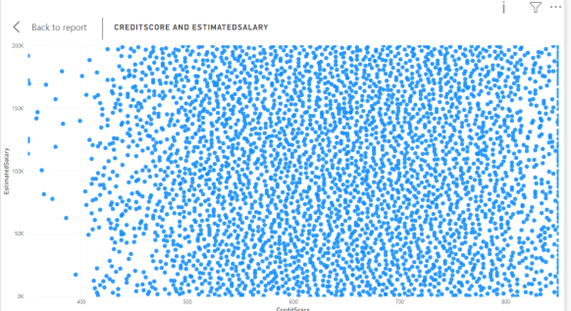 Back to report
CREDITSCORE AND ESTIMATEDSALARY
200K
150K
100K
50K
0K
EstimatedSalary
400
500
600
700
800
CreditScore